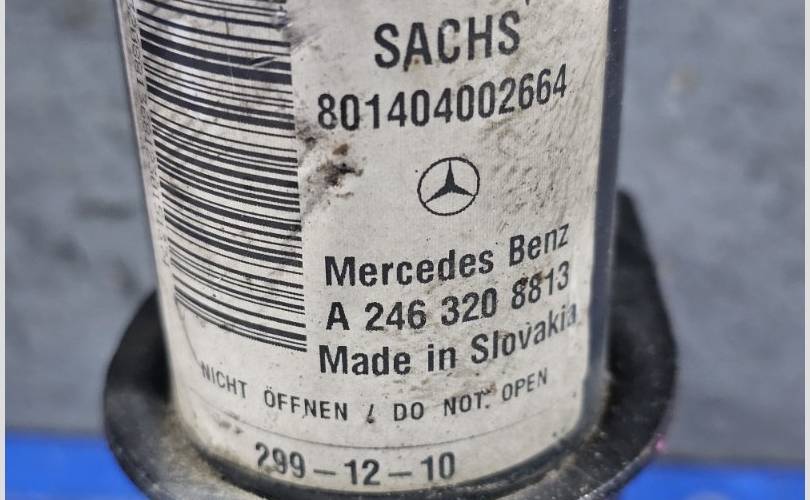 SACHS
801404002664
Mercedes Benz
A 246 320 8813
Made in Slovakia
NICHT ÖFFNEN / DO NOT OPEN
299-12-10